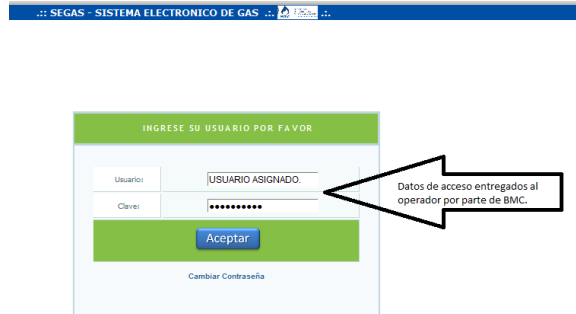 .:: SEGAS - SISTEMA ELECTRONICO DE GAS .::. .::.
INGRESE SU USUARIO POR FAVOR
Usuario:
USUARIO ASIGNADO.
Clave:
••••••••••
Datos de acceso entregados al
operador por parte de BMC.
Aceptar
Cambiar Contraseña